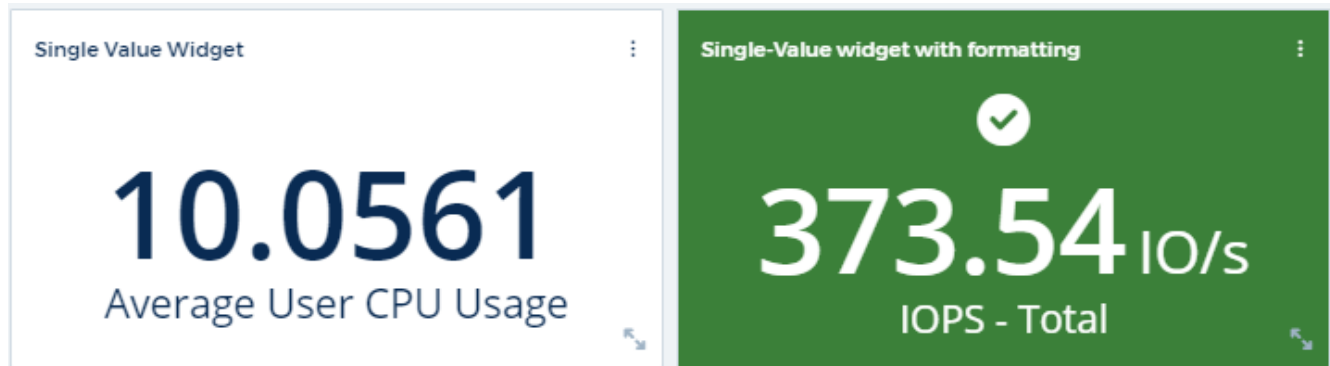 Single Value Widget
10.0561
Average User CPU Usage
Single-Value widget with formatting
373.54 IO/s
IOPS - Total